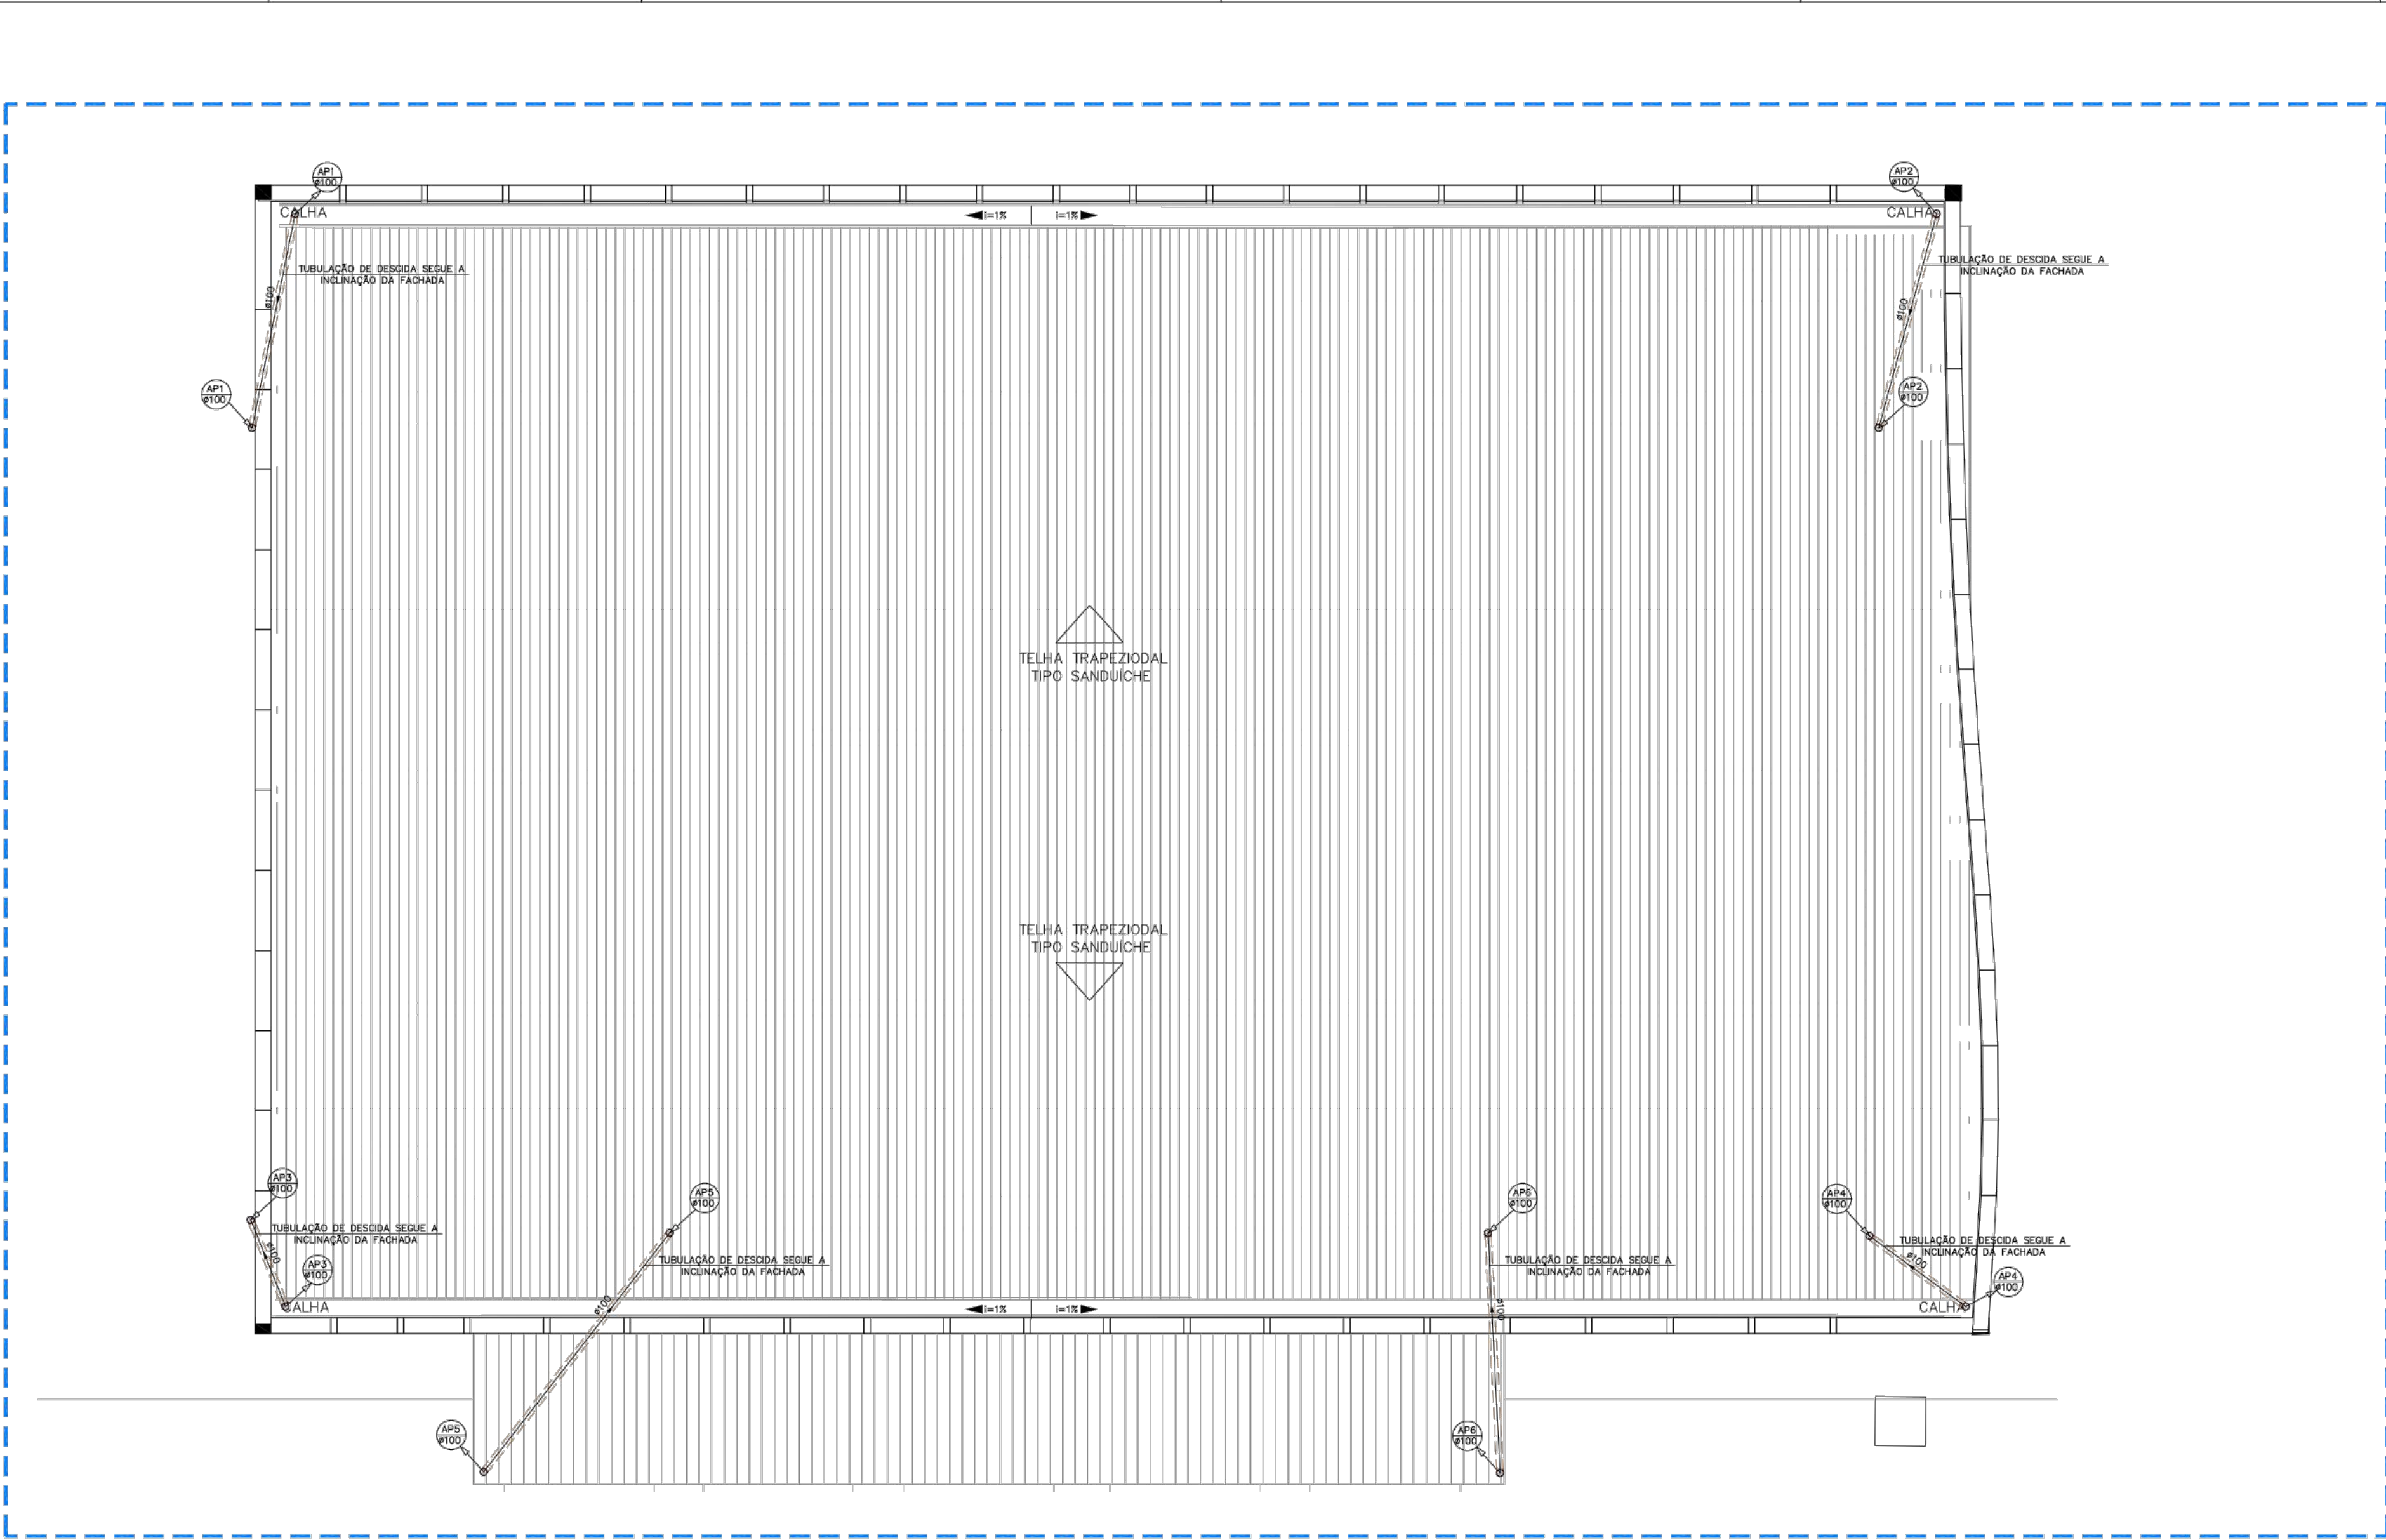 AP1
ø100
AP2
ø100
CALHA
i=1%
i=1%
CALHA
TUBULAÇÃO DE DESCIDA SEGUE A
INCLINAÇÃO DA FACHADA
TUBULAÇÃO DE DESCIDA SEGUE A
INCLINAÇÃO DA FACHADA
ø100
ø100
AP1
ø100
AP2
ø100
TELHA TRAPEZIODAL
TIPO SANDUÍCHE
TELHA TRAPEZIODAL
TIPO SANDUÍCHE
AP3
ø100
AP5
ø100
AP6
ø100
AP4
ø100
TUBULAÇÃO DE DESCIDA SEGUE A
INCLINAÇÃO DA FACHADA
TUBULAÇÃO DE DESCIDA SEGUE A
INCLINAÇÃO DA FACHADA
TUBULAÇÃO DE DESCIDA SEGUE A
INCLINAÇÃO DA FACHADA
TUBULAÇÃO DE DESCIDA SEGUE A
INCLINAÇÃO DA FACHADA
ø100
ø100
AP3
ø100
AP4
ø100
CALHA
ø100
i=1%
i=1%
ø100
CALHA
AP5
ø100
AP6
ø100